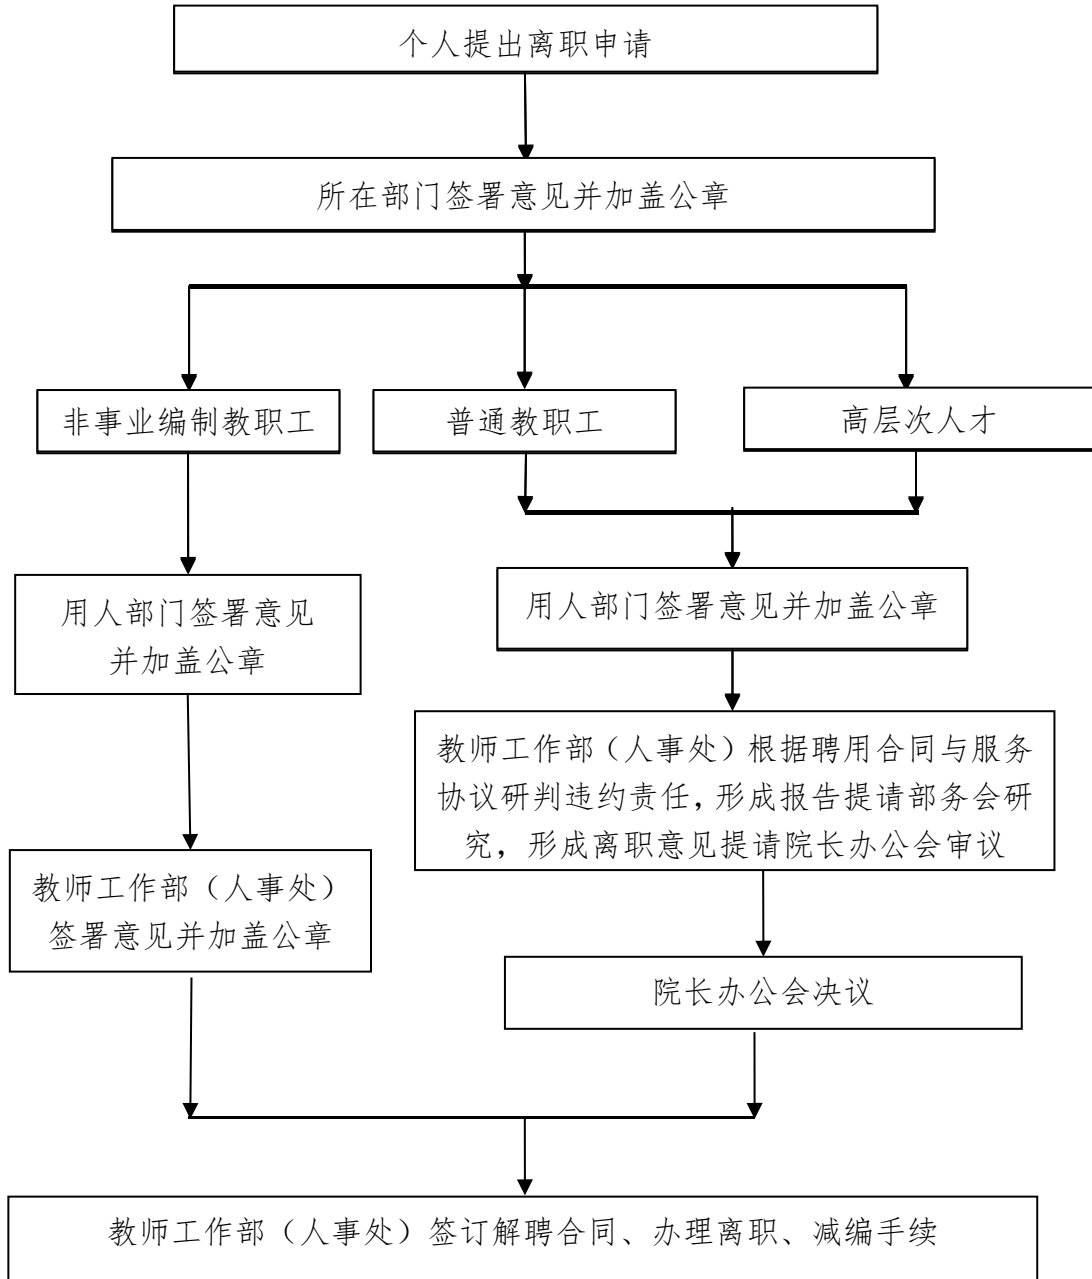 个人提出离职申请
所在部门签署意见并加盖公章
非事业编制教职工
普通教职工
高层次人才
用人部门签署意见
并加盖公章
用人部门签署意见并加盖公章
教师工作部（人事处）根据聘用合同与服务
协议研判违约责任，形成报告提请部务会研
究，形成离职意见提请院长办公会审议
教师工作部（人事处）
签署意见并加盖公章
院长办公会决议
教师工作部（人事处）签订解聘合同、办理离职、减编手续